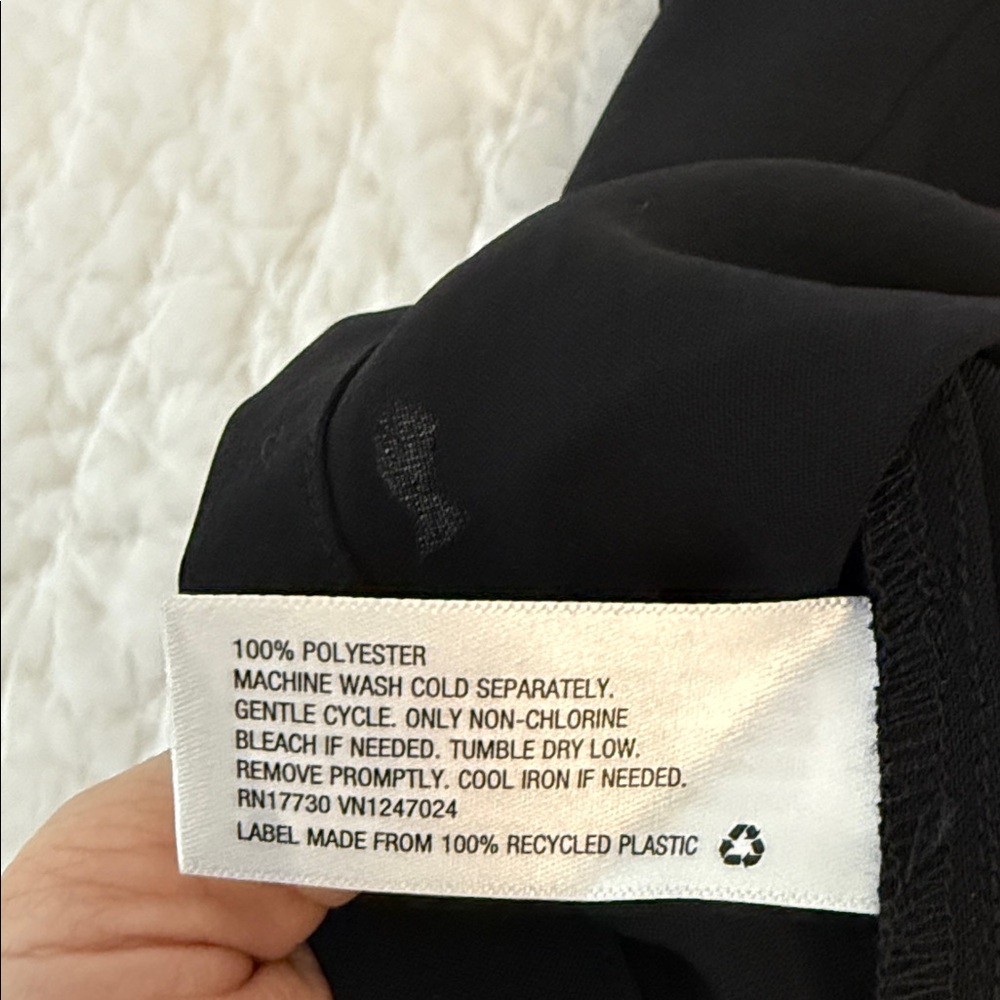 100% POLYESTER
MACHINE WASH COLD SEPARATELY.
GENTLE CYCLE. ONLY NON-CHLORINE
BLEACH IF NEEDED. TUMBLE DRY LOW.
REMOVE PROMPTLY. COOL IRON IF NEEDED.
RN17730 VN1247024
LABEL MADE FROM 100% RECYCLED PLASTIC